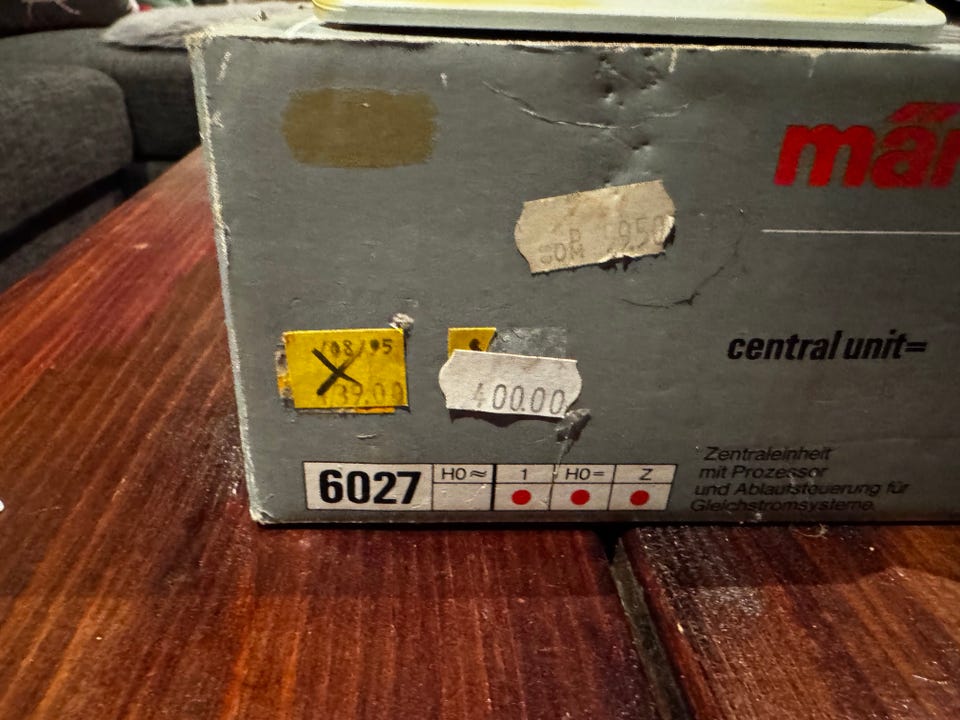 mär
central unit=
400.00
6027 H0≈ 1 H0= Z
Zentraleinheit
mit Prozessor
und Ablaufsteuerung für
Gleichstromsysteme.